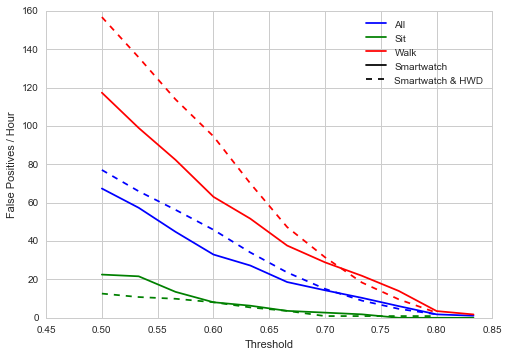 160
140
120
100
80
60
40
20
0
False Positives / Hour
0.45 0.50 0.55 0.60 0.65 0.70 0.75 0.80 0.85
Threshold
All
Sit
Walk
Smartwatch
Smartwatch & HWD